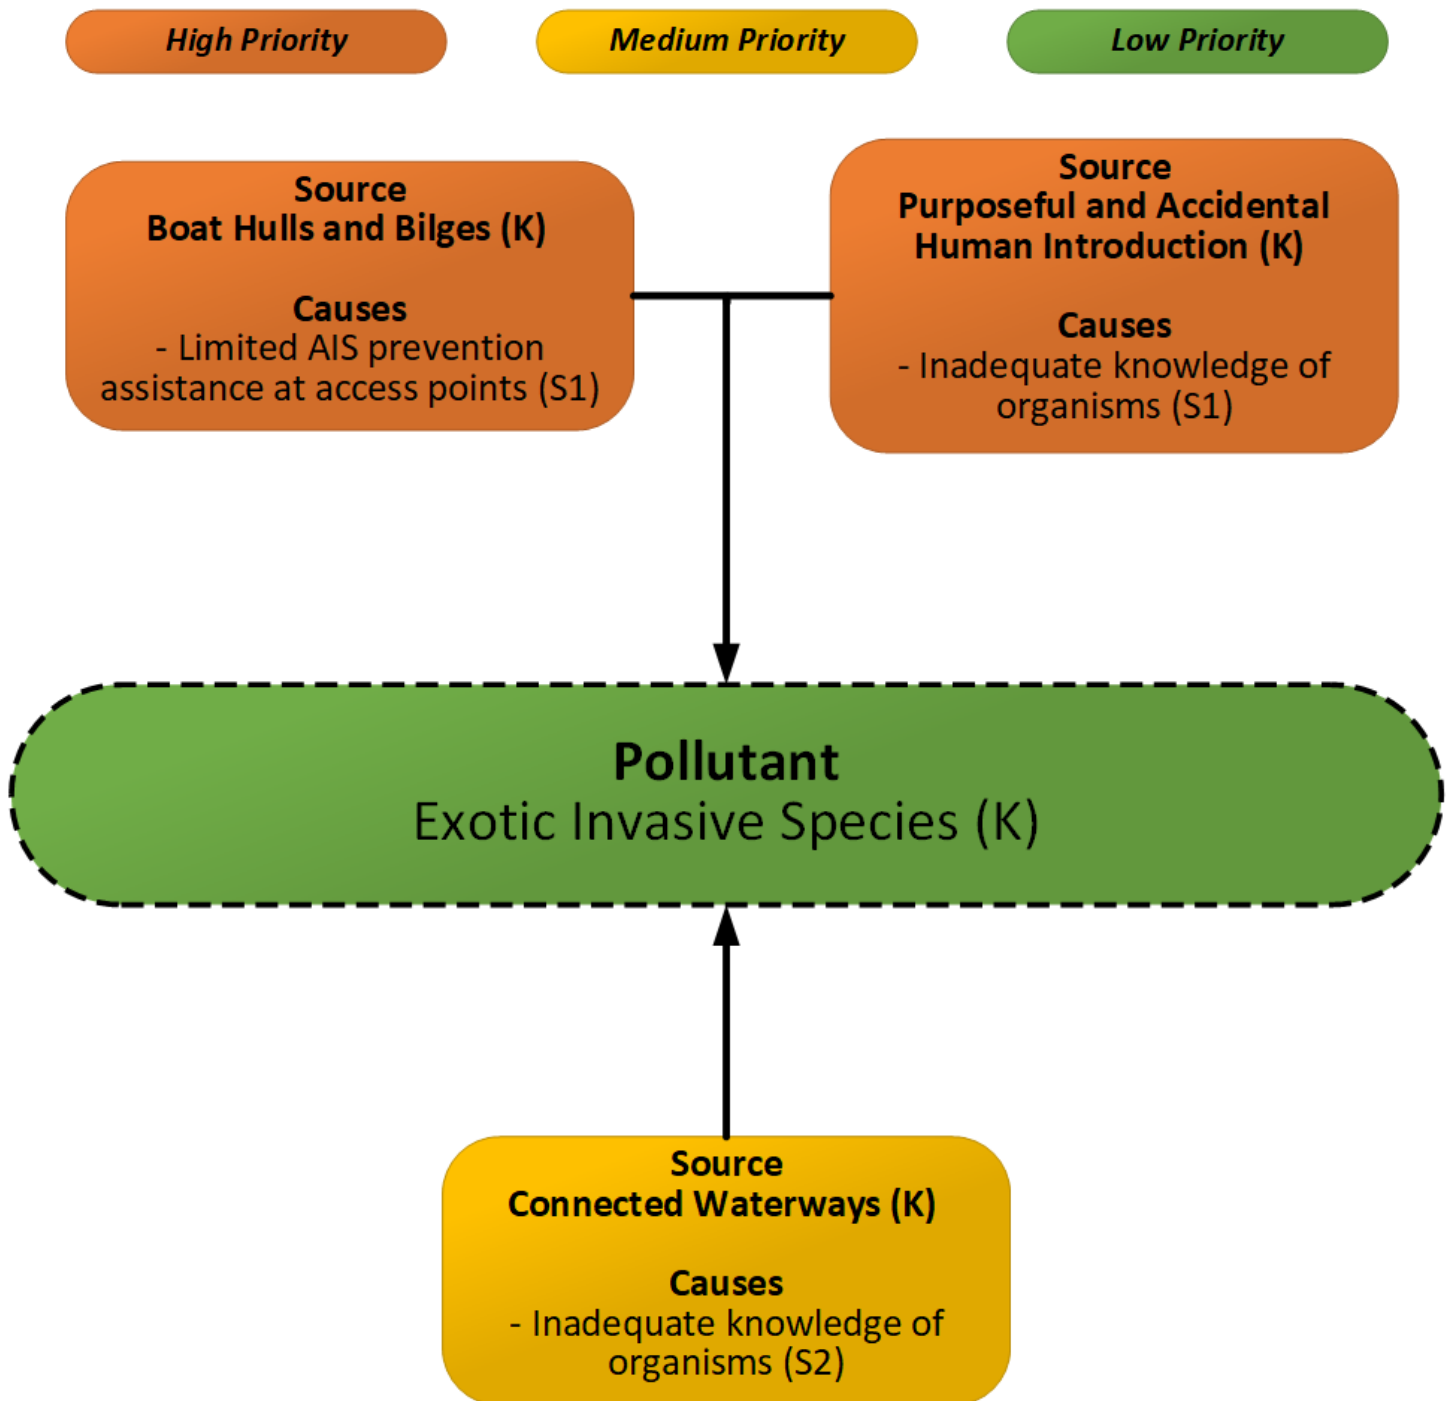 High Priority
Medium Priority
Low Priority
Source
Boat Hulls and Bilges (K)
Causes
- Limited AIS prevention
assistance at access points (S1)
Source
Purposeful and Accidental
Human Introduction (K)
Causes
- Inadequate knowledge of
organisms (S1)
Pollutant
Exotic Invasive Species (K)
Source
Connected Waterways (K)
Causes
- Inadequate knowledge of
organisms (S2)